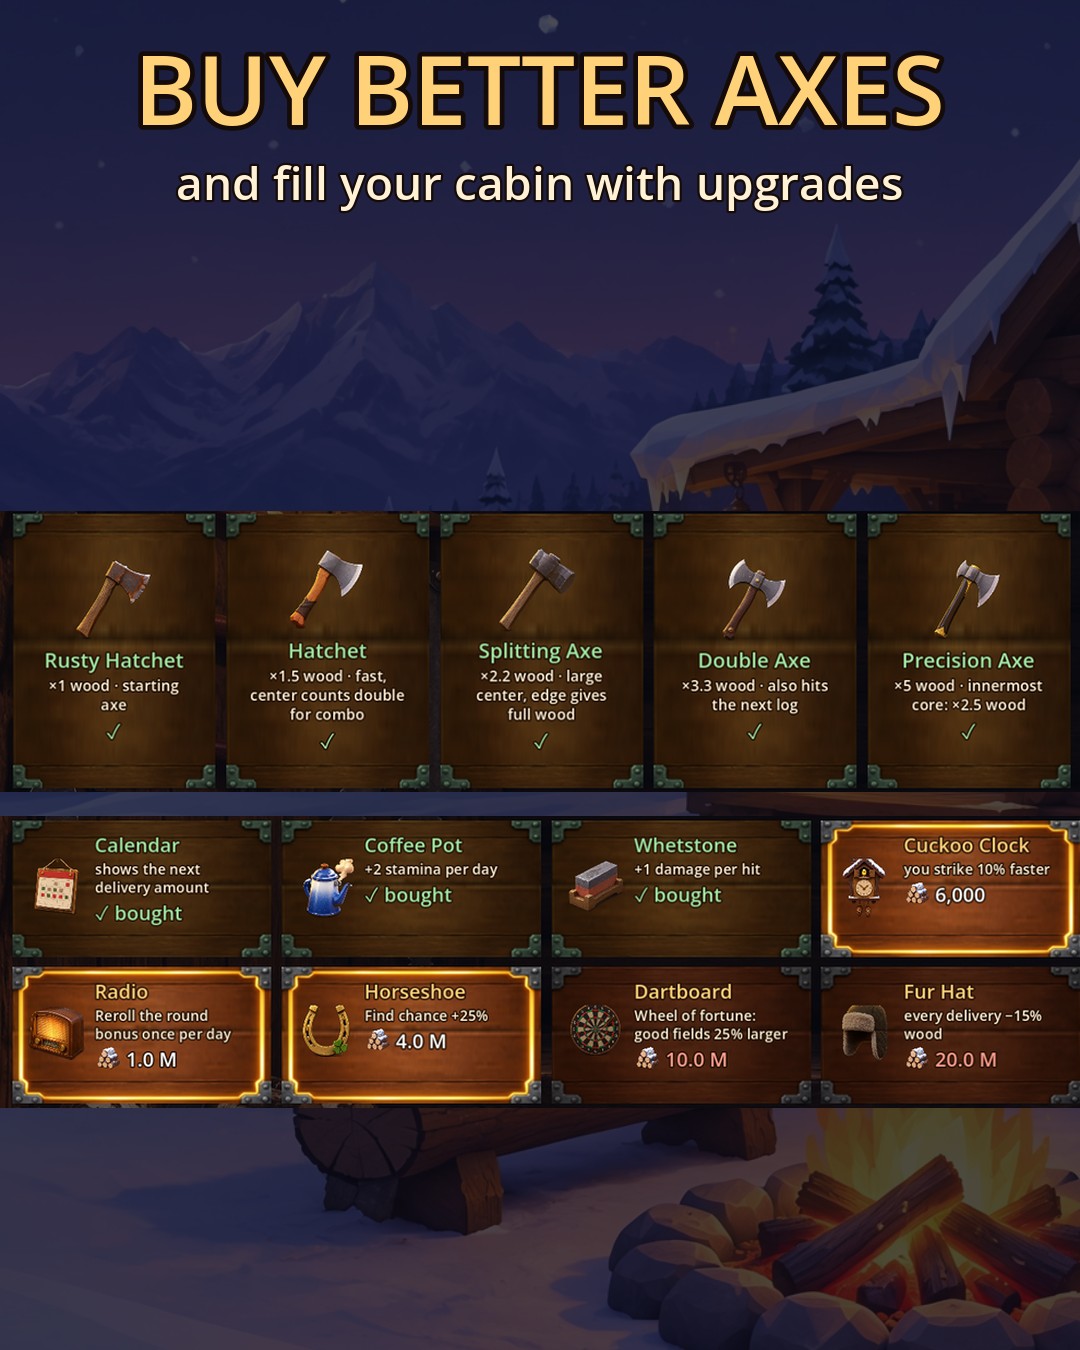 BUY BETTER AXES
and fill your cabin with upgrades
Rusty Hatchet
×1 wood · starting
axe
✓
Hatchet
×1.5 wood · fast,
center counts double
for combo
✓
Splitting Axe
×2.2 wood · large
center, edge gives
full wood
✓
Double Axe
×3.3 wood · also hits
the next log
✓
Precision Axe
×5 wood · innermost
core: ×2.5 wood
✓
Calendar
shows the next
delivery amount
✓ bought
Coffee Pot
+2 stamina per day
✓ bought
Whetstone
+1 damage per hit
✓ bought
Cuckoo Clock
you strike 10% faster
6,000
Radio
Reroll the round
bonus once per day
1.0 M
Horseshoe
Find chance +25%
4.0 M
Dartboard
Wheel of fortune:
good fields 25% larger
10.0 M
Fur Hat
every delivery −15%
wood
20.0 M